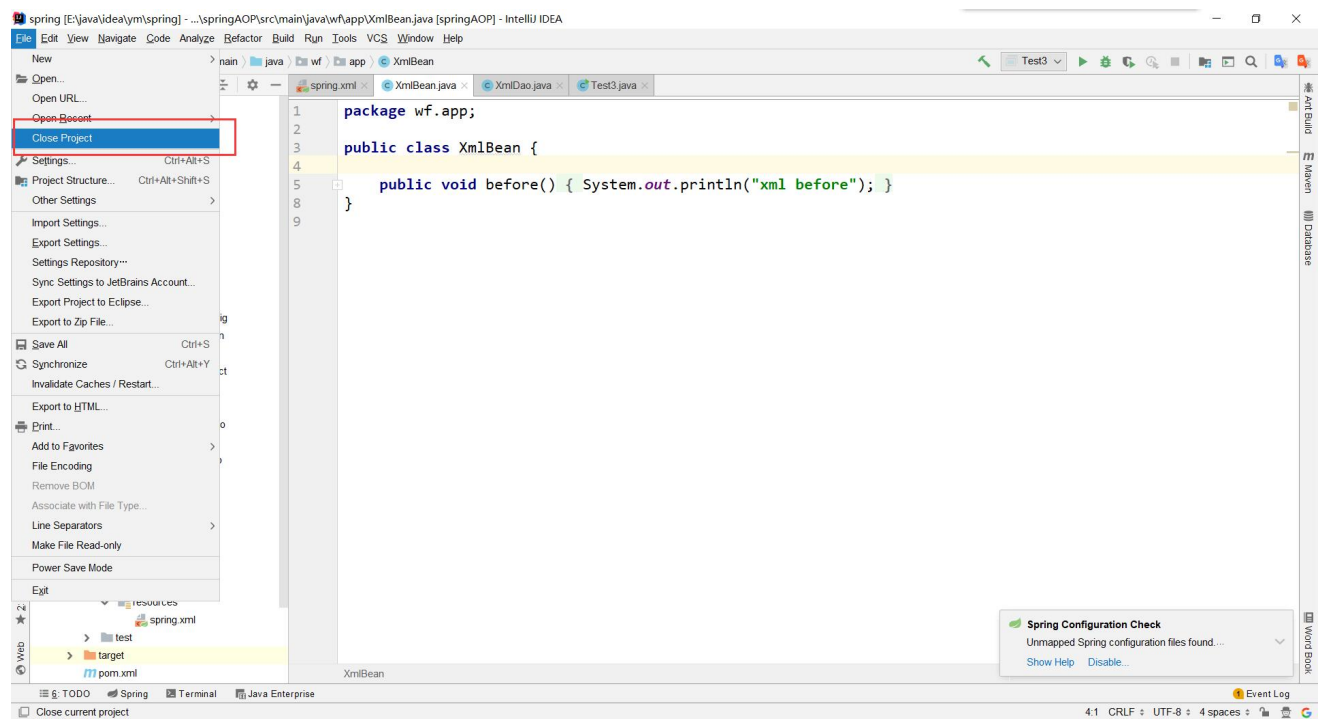 spring [E:\java\idea\ym\spring] - ...\springAOP\src\main\java\wf\app\XmlBean.java [springAOP] - IntelliJ IDEA
File Edit View Navigate Code Analyze Refactor Build Run Tools VCS Window Help
nain java wf app XmlBean Test3
spring.xml XmlBean.java XmlDao.java Test3.java
New
Open...
Open URL...
Open Recent
Close Project
Settings... Ctrl+Alt+S
Project Structure... Ctrl+Alt+Shift+S
Other Settings
Import Settings...
Export Settings...
Settings Repository...
Sync Settings to JetBrains Account...
Export Project to Eclipse...
Export to Zip File...
Save All Ctrl+S
Synchronize Ctrl+Alt+Y
Invalidate Caches / Restart...
Export to HTML...
Print...
Add to Favorites
File Encoding
Remove BOM
Associate with File Type...
Line Separators
Make File Read-only
Power Save Mode
Exit
ig
n
ct
o
resources
spring.xml
test
target
pom.xml
1 package wf.app;
2
3 public class XmlBean {
4
5 public void before() { System.out.println("xml before"); }
8 }
9
XmlBean
Ant Build
Maven
Database
Word Book
Web
Spring Configuration Check
Unmapped Spring configuration files found....
Show Help Disable...
6: TODO Spring Terminal Java Enterprise 1 Event Log
Close current project 4:1 CRLF UTF-8 4 spaces